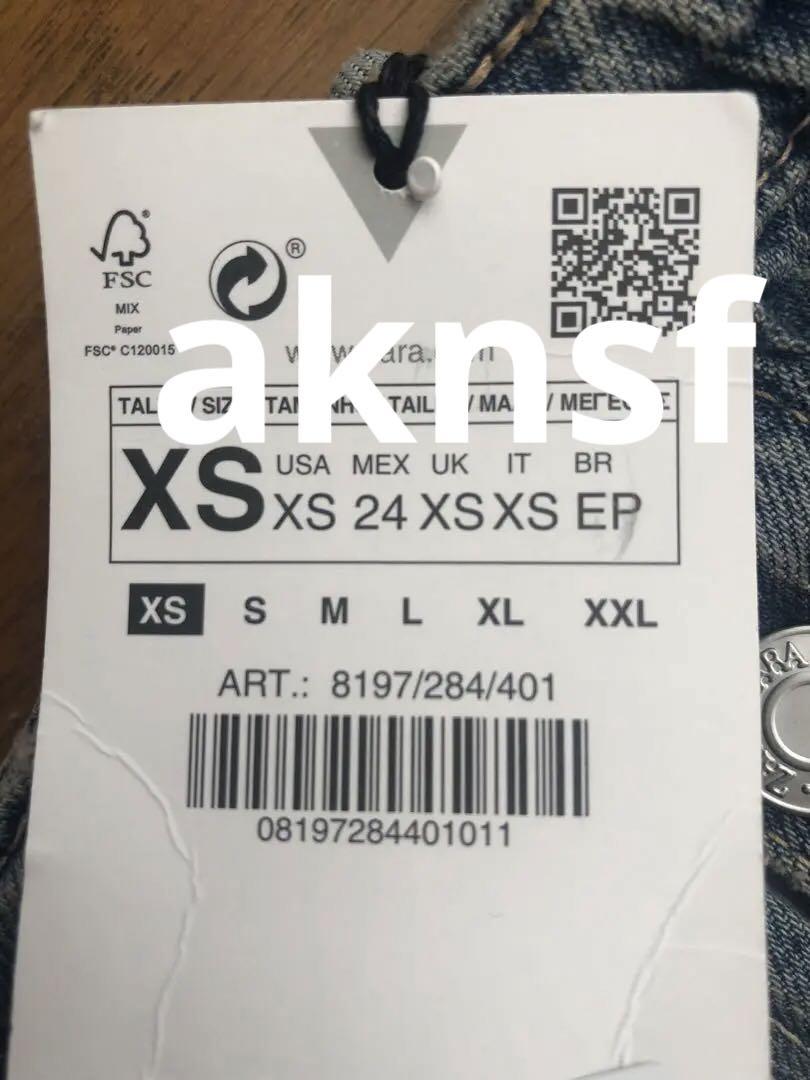 FSC®
MIX
Paper
FSC® C120015
®
aknsf
/ SIZ
XS
USA MEX UK IT BR
XS 24 XS XS EP
XS S M L XL XXL
ART.: 8197/284/401
08197284401011